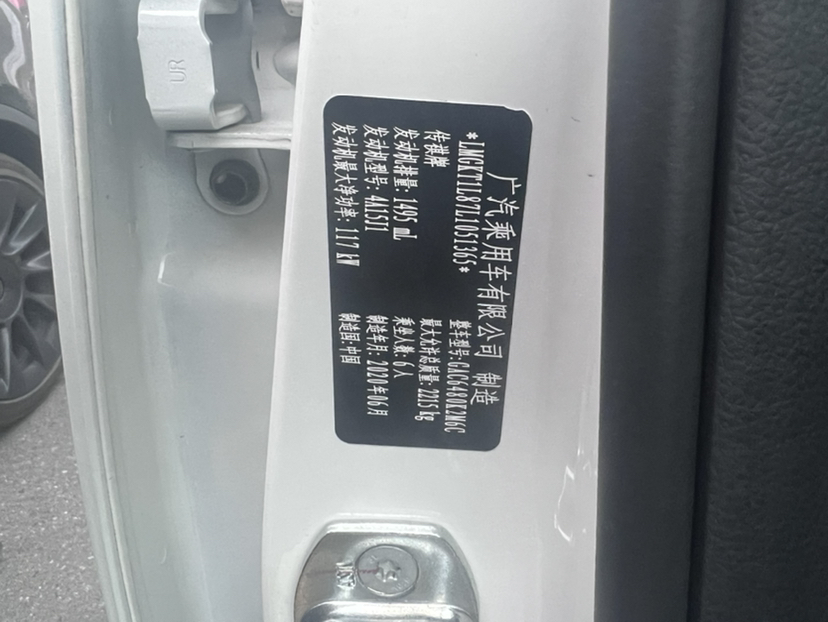 广汽乘用车有限公司 制造
*LMGKT1L87L1051365*
传祺牌 整车型号:GAC6480K2M6C
最大允许总质量:2215 kg
发动机排量:1495 mL 乘坐人数:6人
发动机型号:4A15J1 制造年月:2020年06月
发动机最大净功率:117 kW 制造国:中国
UR